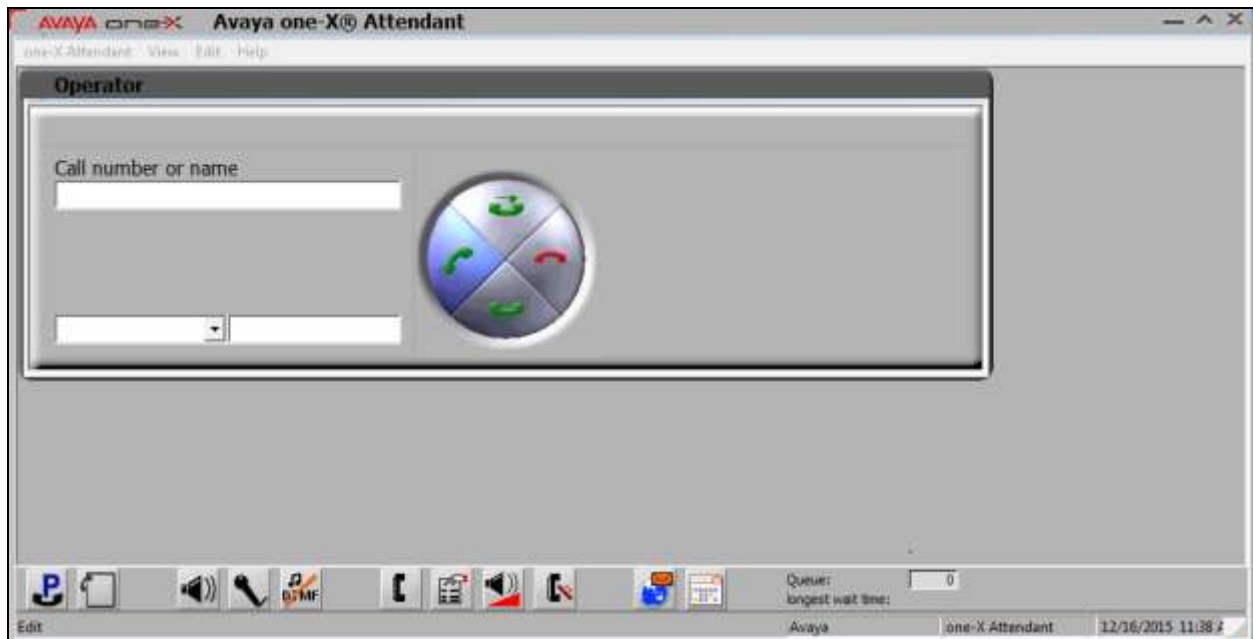 AVAYA one-X Avaya one-X® Attendant
one-X Attendant View Edit Help
Operator
Call number or name
P
DTMF
Queue: 0
longest wait time:
Edit Avaya one-X Attendant 12/16/2015 11:38 A